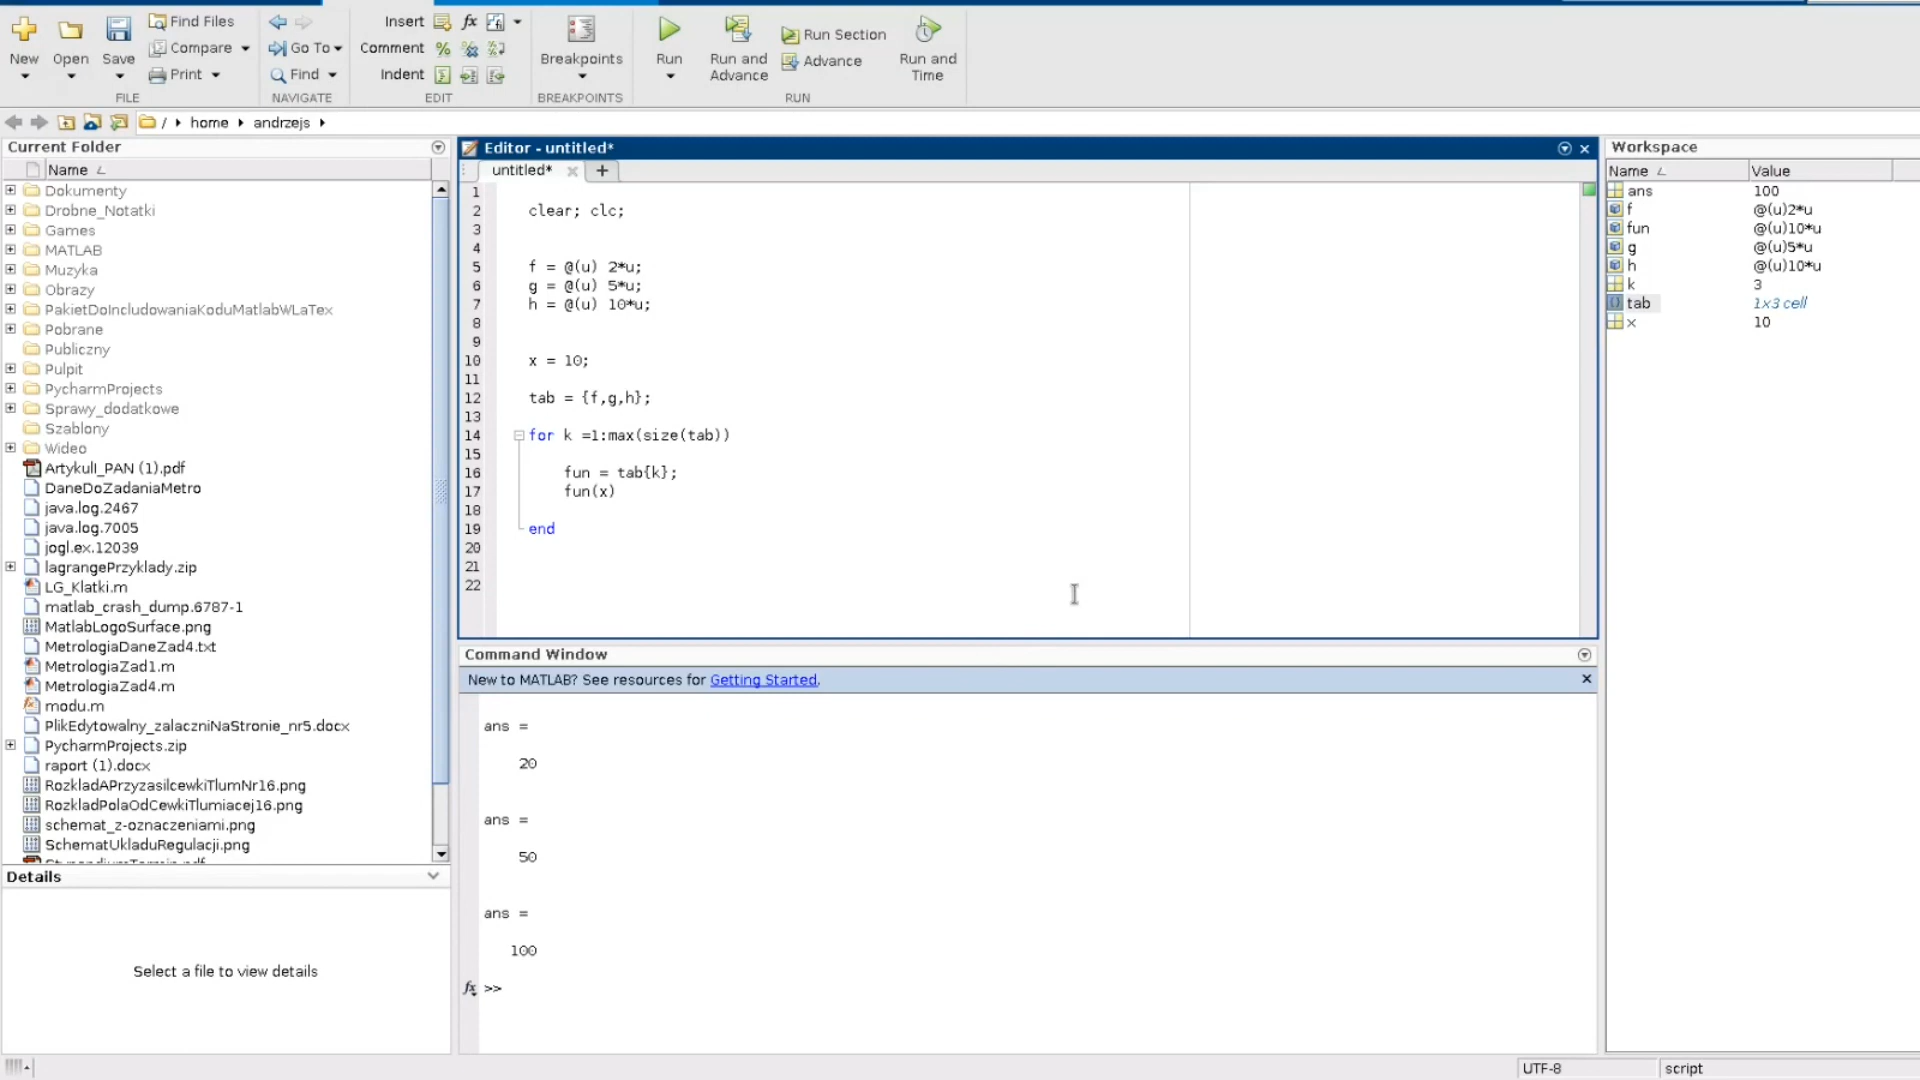 New
Open
Save
Find Files
Compare
Print
FILE
Go To
Find
NAVIGATE
Insert fx
Comment %
Indent
EDIT
Breakpoints
BREAKPOINTS
Run
Run and Advance
Run Section
Advance
Run and Time
RUN
/ home andrzejs
Current Folder
Name
Dokumenty
Drobne_Notatki
Games
MATLAB
Muzyka
Obrazy
PakietDoIncludowaniaKoduMatlabWLaTex
Pobrane
Publiczny
Pulpit
PycharmProjects
Sprawy_dodatkowe
Szablony
Wideo
ArtykulI_PAN (1).pdf
DaneDoZadaniaMetro
java.log.2467
java.log.7005
jogl.ex.12039
lagrangePrzyklady.zip
LG_Klatki.m
matlab_crash_dump.6787-1
MatlabLogoSurface.png
MetrologiaDaneZad4.txt
MetrologiaZad1.m
MetrologiaZad4.m
modu.m
PlikEdytowalny_zalaczniNaStronie_nr5.docx
PycharmProjects.zip
raport (1).docx
RozkladAPrzyzasilcewkiTlumNr16.png
RozkladPolaOdCewkiTlumiacej16.png
schemat_z-oznaczeniami.png
SchematUkladuRegulacji.png
Details
Select a file to view details
Editor - untitled*
untitled* +
1
2 clear; clc;
3
4
5 f = @(u) 2*u;
6 g = @(u) 5*u;
7 h = @(u) 10*u;
8
9
10 x = 10;
11
12 tab = {f,g,h};
13
14 for k =1:max(size(tab))
15
16 fun = tab{k};
17 fun(x)
18
19 end
20
21
22
Command Window
New to MATLAB? See resources for Getting Started.
ans =
20
ans =
50
ans =
100
fx >>
Workspace
Name Value
ans 100
f @(u)2*u
fun @(u)10*u
g @(u)5*u
h @(u)10*u
k 3
tab 1x3 cell
x 10
UTF-8 script